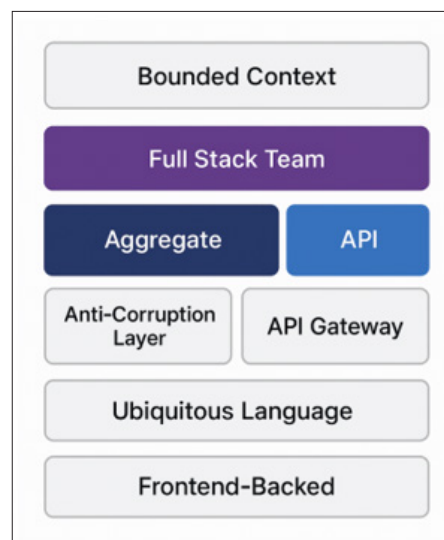 Bounded Context
Full Stack Team
Aggregate
API
Anti-Corruption
Layer
API Gateway
Ubiquitous Language
Frontend-Backed